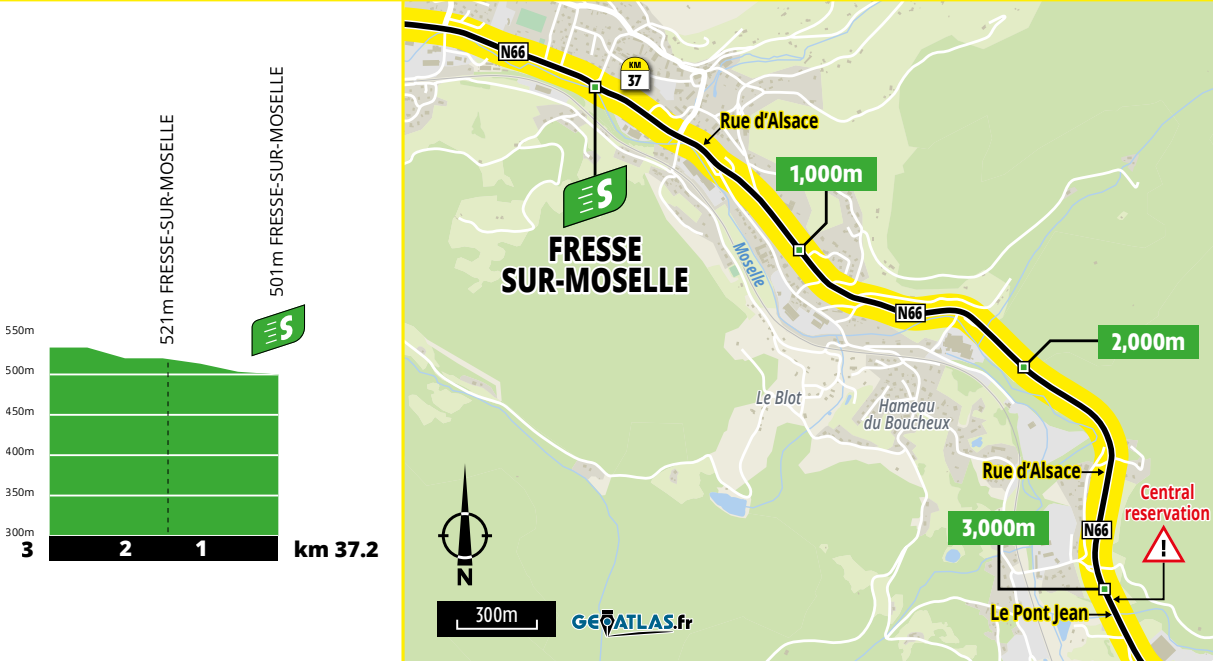 521m FRESSE-SUR-MOSELLE
501m FRESSE-SUR-MOSELLE
S
550m
500m
450m
400m
350m
300m
3
2
1
km 37.2
N66
KM
37
Rue d'Alsace
1,000m
S
FRESSE
SUR-MOSELLE
Moselle
N66
2,000m
Le Blot
Hameau
du Boucheux
Rue d'Alsace
Central
reservation
!
3,000m
N66
Le Pont Jean
N
300m
GEOATLAS.fr